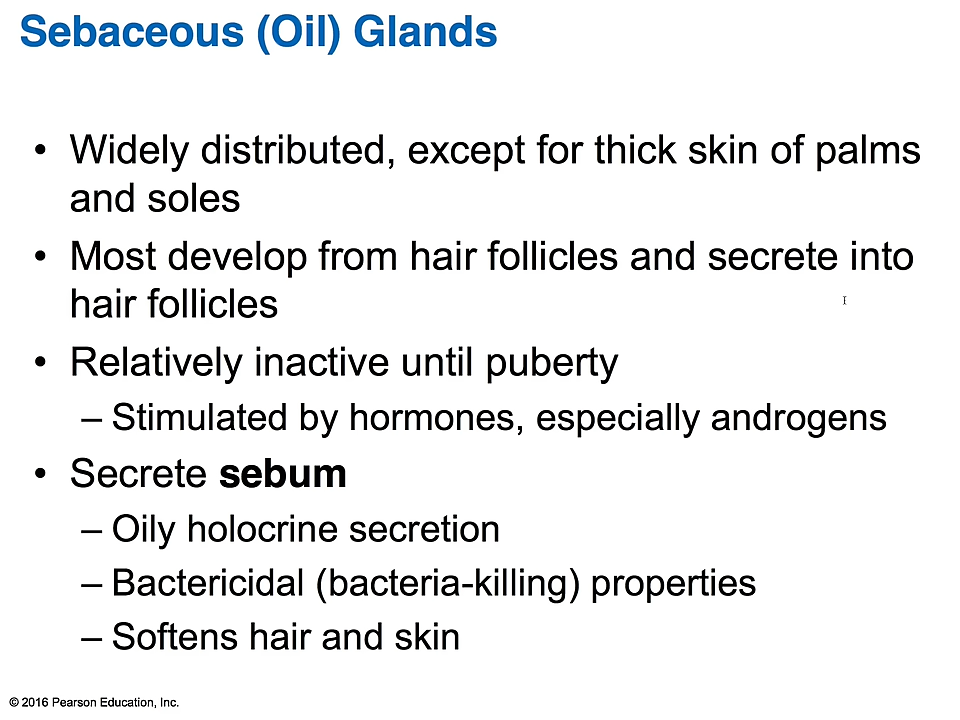 Sebaceous (Oil) Glands
• Widely distributed, except for thick skin of palms
and soles
• Most develop from hair follicles and secrete into
hair follicles
• Relatively inactive until puberty
– Stimulated by hormones, especially androgens
• Secrete sebum
– Oily holocrine secretion
– Bactericidal (bacteria-killing) properties
– Softens hair and skin
© 2016 Pearson Education, Inc.